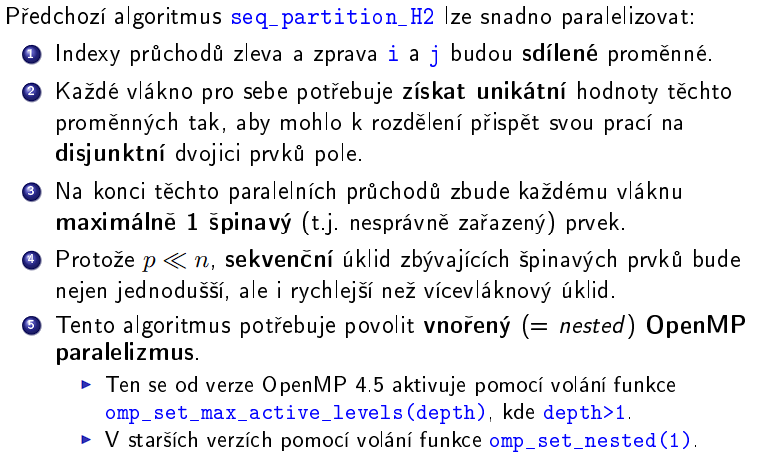 Předchozí algoritmus seq_partition_H2 lze snadno paralelizovat:
1 Indexy průchodů zleva a zprava i a j budou sdílené proměnné.
2 Každé vlákno pro sebe potřebuje získat unikátní hodnoty těchto
proměnných tak, aby mohlo k rozdělení přispět svou prací na
disjunktní dvojici prvků pole.
3 Na konci těchto paralelních průchodů zbude každému vláknu
maximálně 1 špinavý (t.j. nesprávně zařazený) prvek.
4 Protože p ≪ n, sekvenční úklid zbývajících špinavých prvků bude
nejen jednodušší, ale i rychlejší než vícevláknový úklid.
5 Tento algoritmus potřebuje povolit vnořený (= nested) OpenMP
paralelizmus.
▶ Ten se od verze OpenMP 4.5 aktivuje pomocí volání funkce
omp_set_max_active_levels(depth), kde depth>1.
▶ V starších verzích pomocí volání funkce omp_set_nested(1).